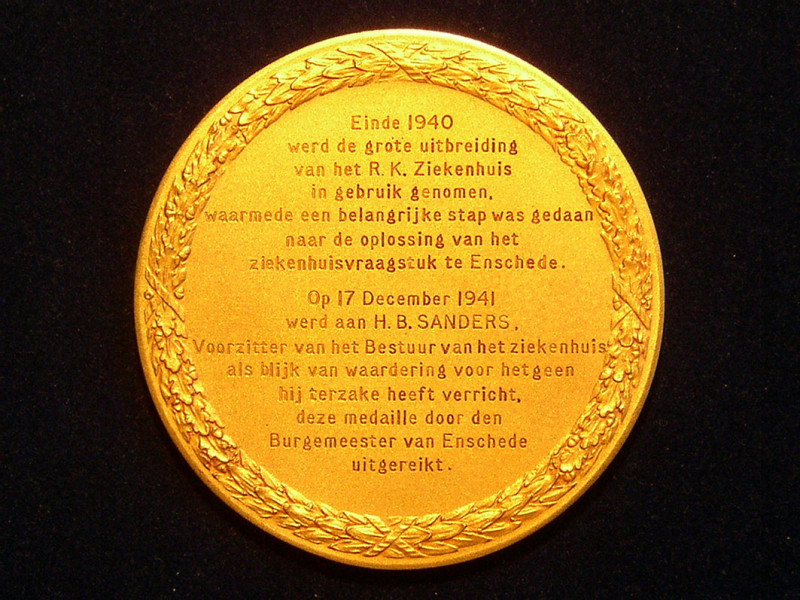 Einde 1940
werd de grote uitbreiding
van het R. K. Ziekenhuis
in gebruik genomen,
waarmede een belangrijke stap was gedaan
naar de oplossing van het
ziekenhuisvraagstuk te Enschede.
Op 17 December 1941
werd aan H. B. SANDERS,
Voorzitter van het Bestuur van het ziekenhuis
als blijk van waardering voor hetgeen
hij terzake heeft verricht,
deze medaille door den
Burgemeester van Enschede
uitgereikt.